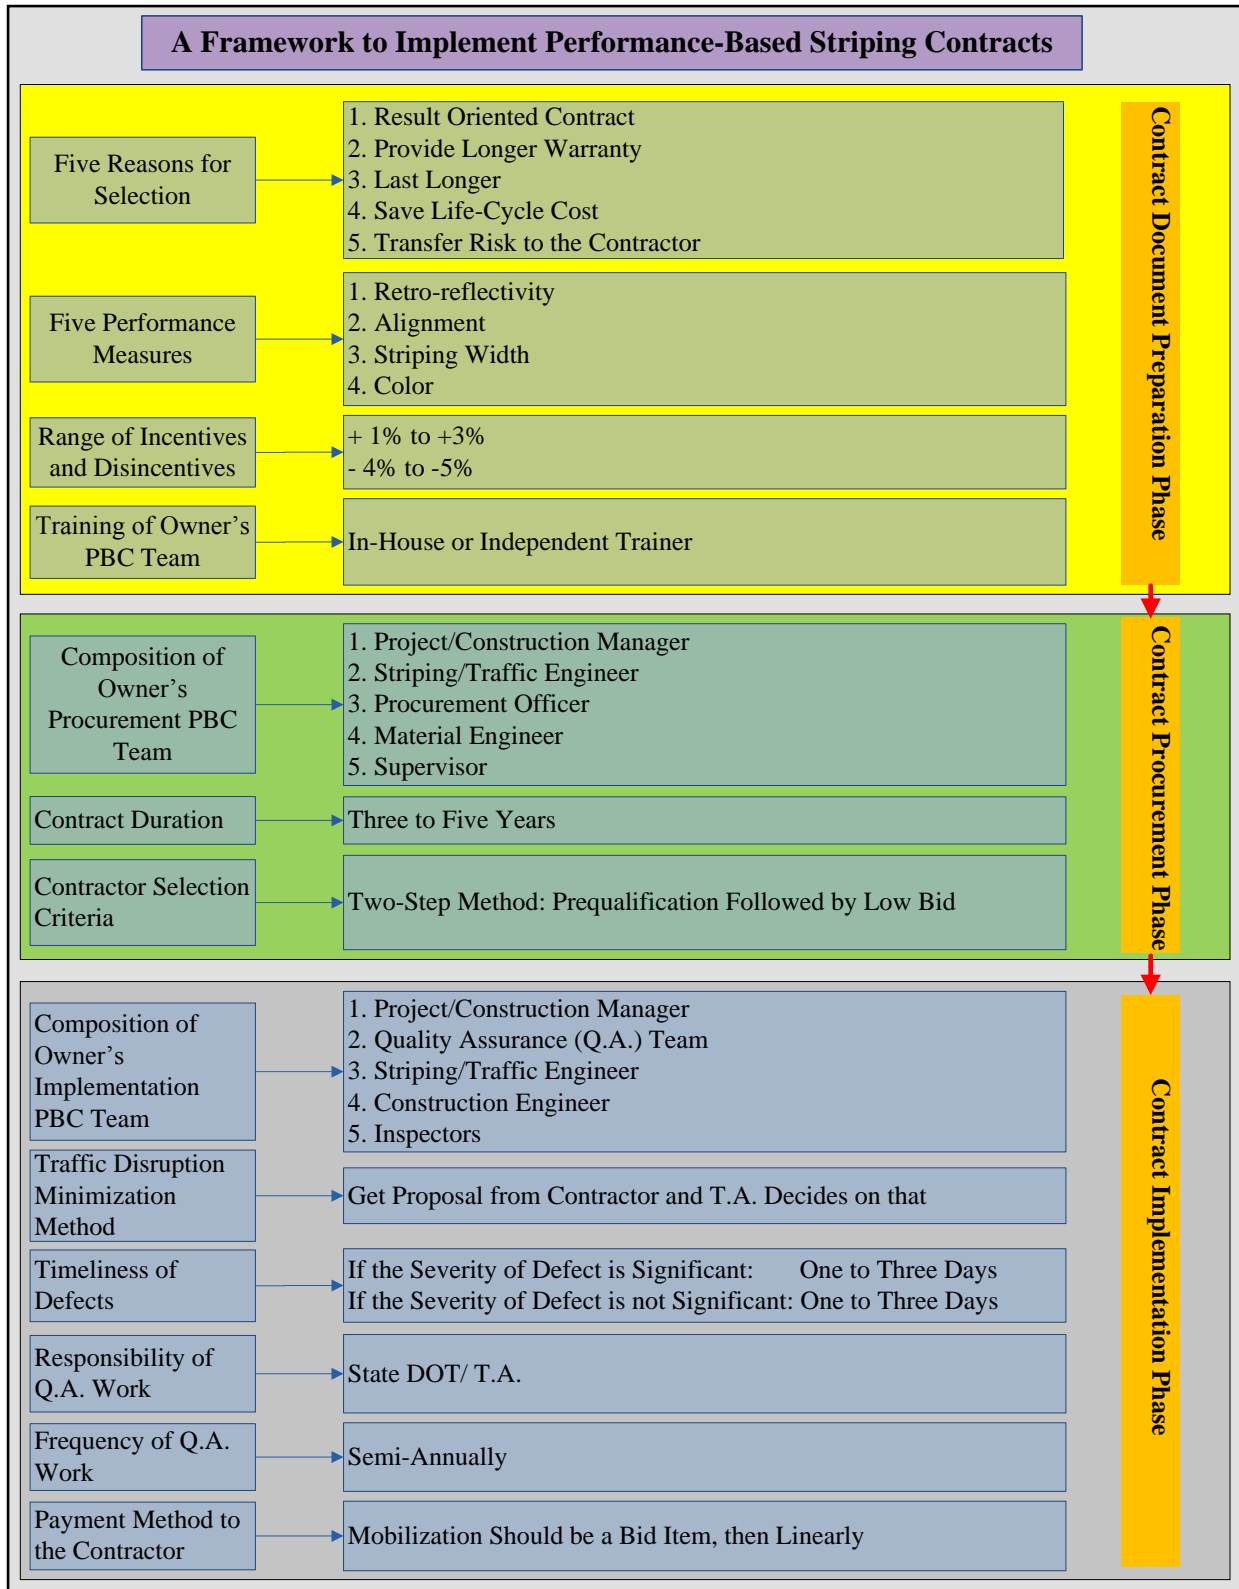 A Framework to Implement Performance-Based Striping Contracts
Contract Document Preparation Phase
Five Reasons for
Selection
1. Result Oriented Contract
2. Provide Longer Warranty
3. Last Longer
4. Save Life-Cycle Cost
5. Transfer Risk to the Contractor
Five Performance
Measures
1. Retro-reflectivity
2. Alignment
3. Striping Width
4. Color
Range of Incentives
and Disincentives
+ 1% to +3%
- 4% to -5%
Training of Owner's
PBC Team
In-House or Independent Trainer
Contract Procurement Phase
Composition of
Owner's
Procurement PBC
Team
1. Project/Construction Manager
2. Striping/Traffic Engineer
3. Procurement Officer
4. Material Engineer
5. Supervisor
Contract Duration
Three to Five Years
Contractor Selection
Criteria
Two-Step Method: Prequalification Followed by Low Bid
Contract Implementation Phase
Composition of
Owner's
Implementation
PBC Team
1. Project/Construction Manager
2. Quality Assurance (Q.A.) Team
3. Striping/Traffic Engineer
4. Construction Engineer
5. Inspectors
Traffic Disruption
Minimization
Method
Get Proposal from Contractor and T.A. Decides on that
Timeliness of
Defects
If the Severity of Defect is Significant: One to Three Days
If the Severity of Defect is not Significant: One to Three Days
Responsibility of
Q.A. Work
State DOT/ T.A.
Frequency of Q.A.
Work
Semi-Annually
Payment Method to
the Contractor
Mobilization Should be a Bid Item, then Linearly